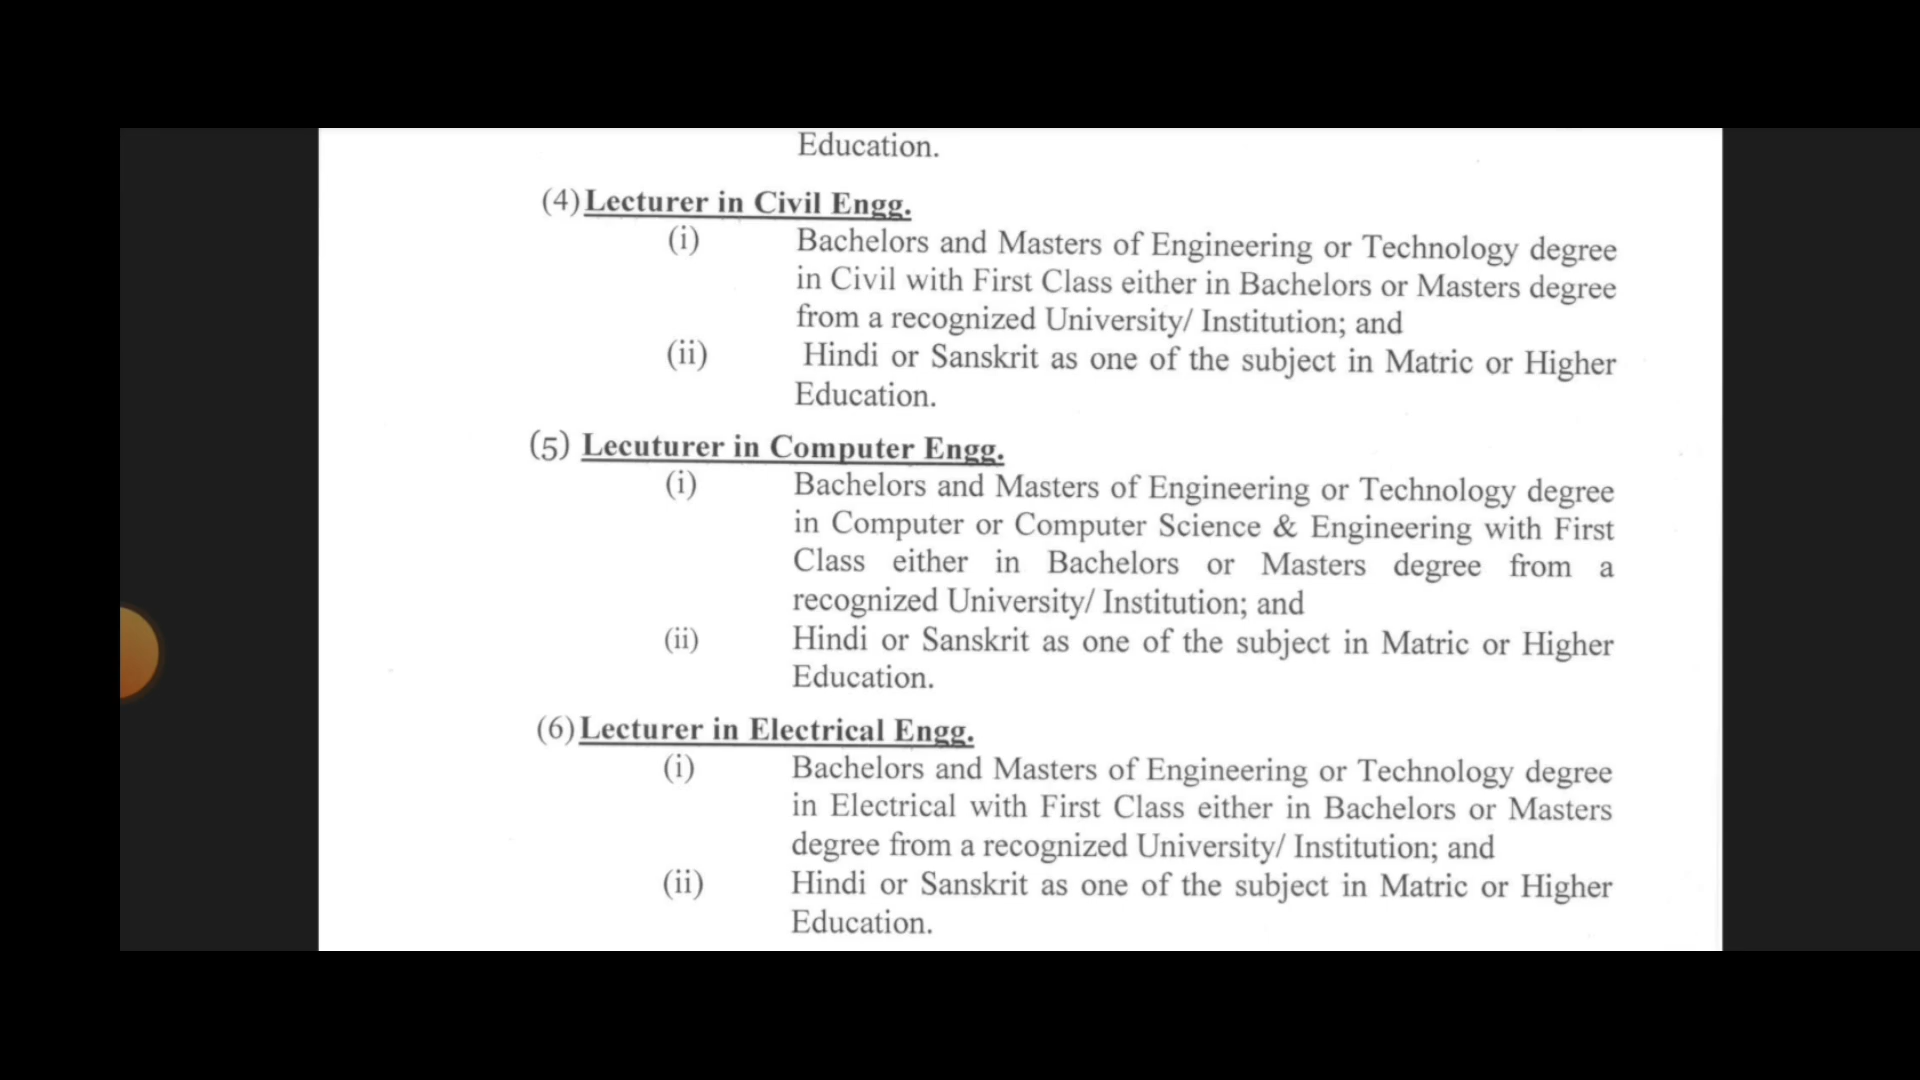 Education.
(4) Lecturer in Civil Engg.
(i) Bachelors and Masters of Engineering or Technology degree
in Civil with First Class either in Bachelors or Masters degree
from a recognized University/ Institution; and
(ii) Hindi or Sanskrit as one of the subject in Matric or Higher
Education.
(5) Lecuturer in Computer Engg.
(i) Bachelors and Masters of Engineering or Technology degree
in Computer or Computer Science & Engineering with First
Class either in Bachelors or Masters degree from a
recognized University/ Institution; and
(ii) Hindi or Sanskrit as one of the subject in Matric or Higher
Education.
(6) Lecturer in Electrical Engg.
(i) Bachelors and Masters of Engineering or Technology degree
in Electrical with First Class either in Bachelors or Masters
degree from a recognized University/ Institution; and
(ii) Hindi or Sanskrit as one of the subject in Matric or Higher
Education.